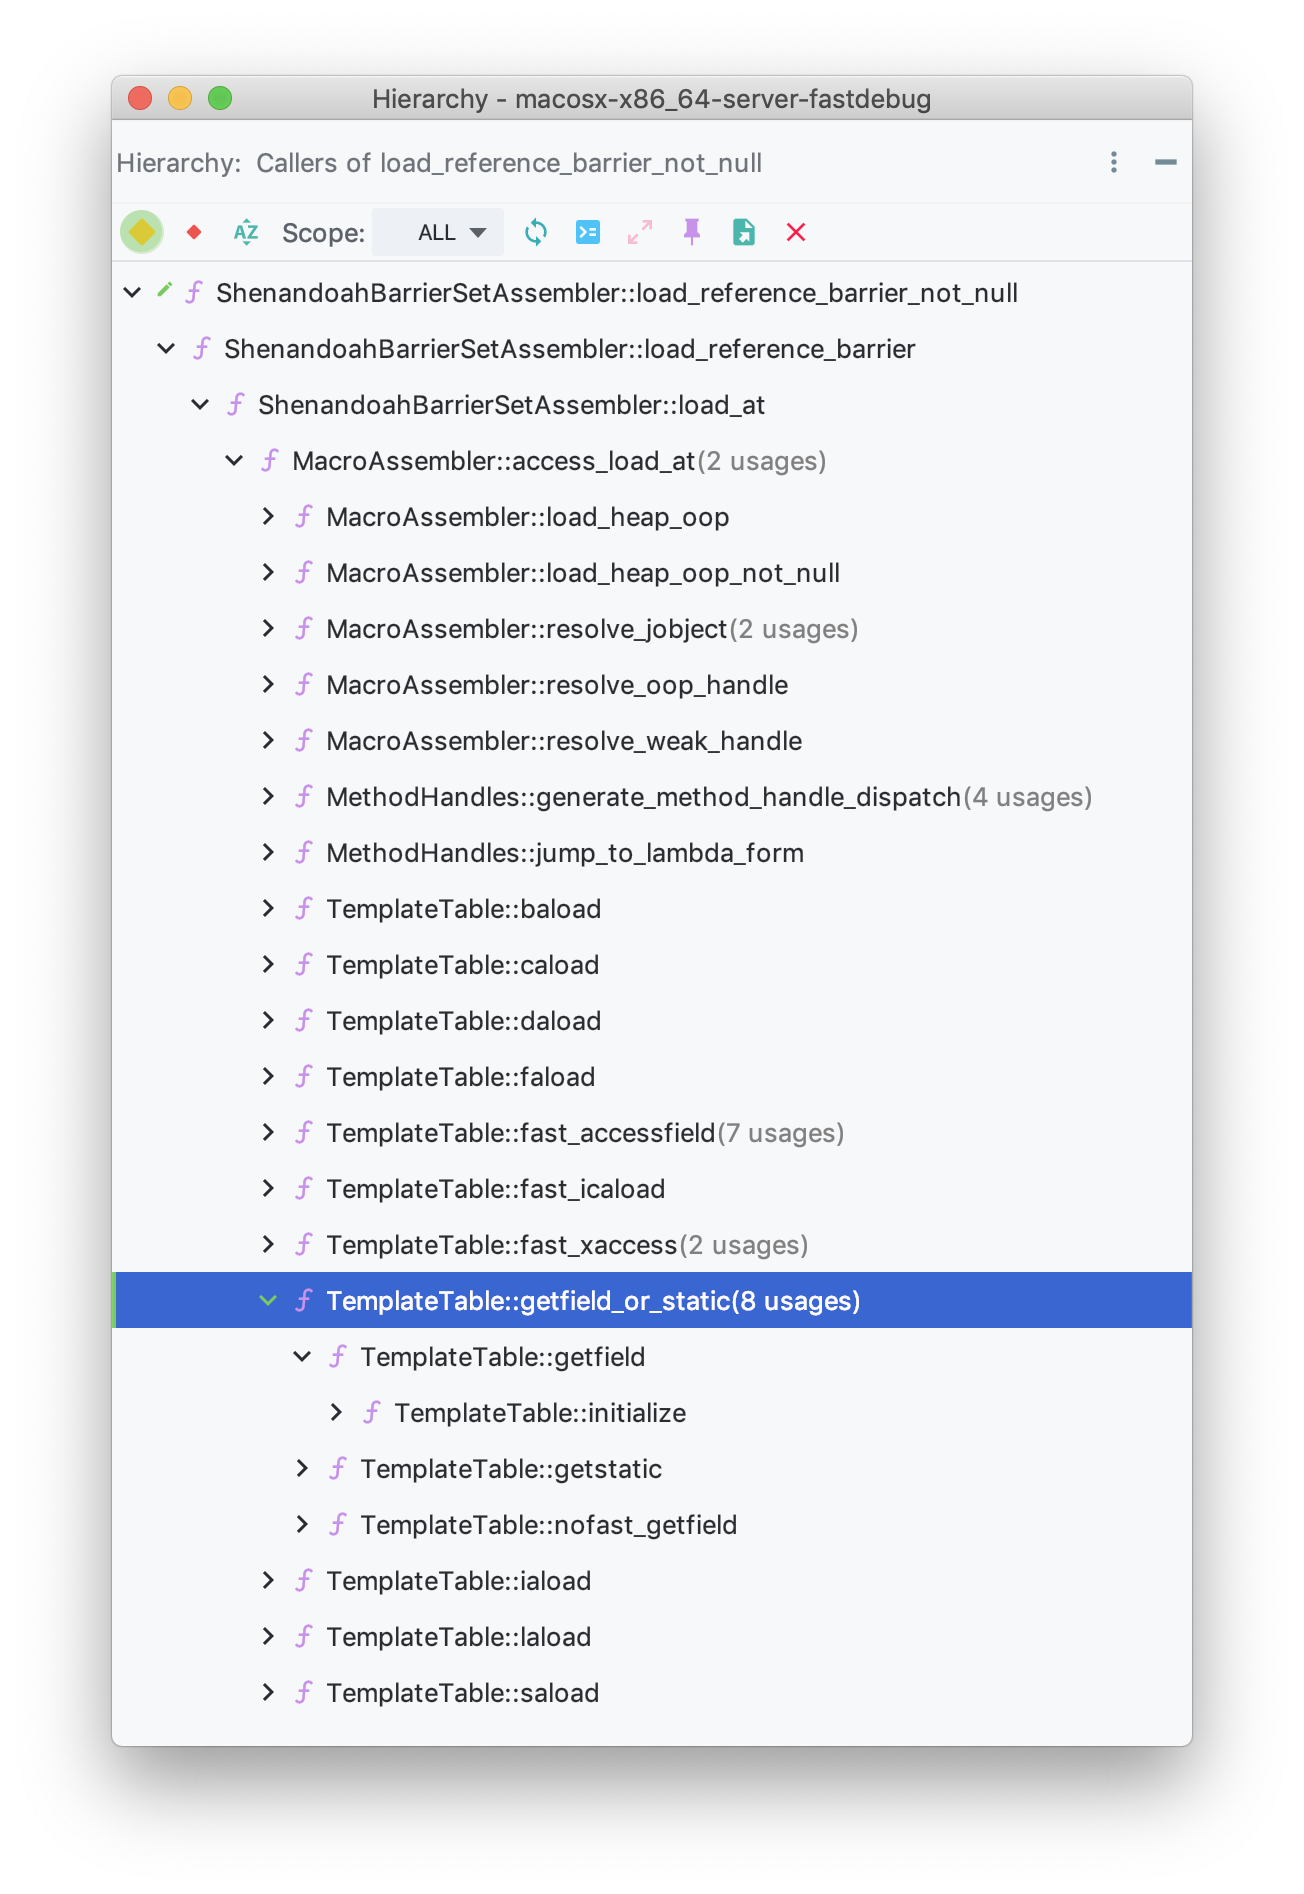 Hierarchy - macosx-x86_64-server-fastdebug
Hierarchy: Callers of load_reference_barrier_not_null
AZ Scope: ALL
ShenandoahBarrierSetAssembler::load_reference_barrier_not_null
ShenandoahBarrierSetAssembler::load_reference_barrier
ShenandoahBarrierSetAssembler::load_at
MacroAssembler::access_load_at(2 usages)
MacroAssembler::load_heap_oop
MacroAssembler::load_heap_oop_not_null
MacroAssembler::resolve_jobject(2 usages)
MacroAssembler::resolve_oop_handle
MacroAssembler::resolve_weak_handle
MethodHandles::generate_method_handle_dispatch(4 usages)
MethodHandles::jump_to_lambda_form
TemplateTable::baload
TemplateTable::caload
TemplateTable::daload
TemplateTable::faload
TemplateTable::fast_accessfield(7 usages)
TemplateTable::fast_icaload
TemplateTable::fast_xaccess(2 usages)
TemplateTable::getfield_or_static(8 usages)
TemplateTable::getfield
TemplateTable::initialize
TemplateTable::getstatic
TemplateTable::nofast_getfield
TemplateTable::iaload
TemplateTable::laload
TemplateTable::saload